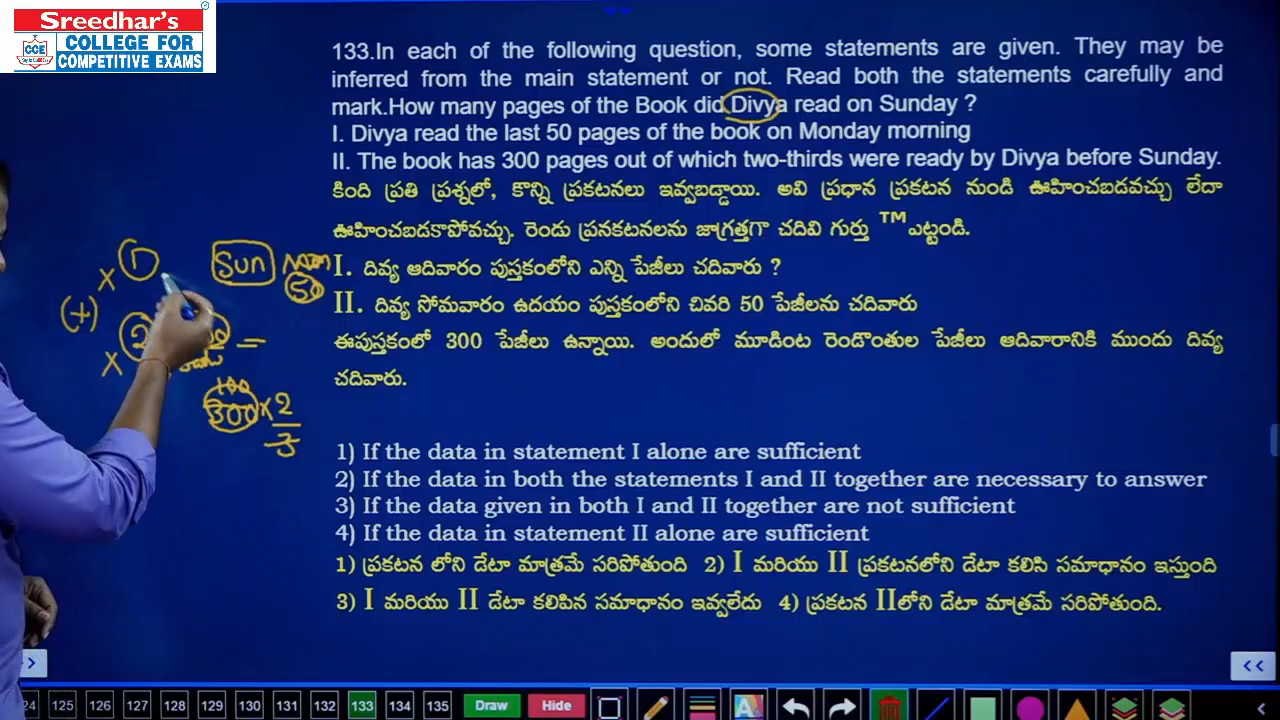 Sreedhar's
CCE
COLLEGE FOR
COMPETITIVE EXAMS
133.In each of the following question, some statements are given. They may be
inferred from the main statement or not. Read both the statements carefully and
mark.How many pages of the Book did Divya read on Sunday ?
I. Divya read the last 50 pages of the book on Monday morning
II. The book has 300 pages out of which two-thirds were ready by Divya before Sunday.
కింది ప్రతి ప్రశ్నలో, కొన్ని ప్రకటనలు ఇవ్వబడ్డాయి. అవి ప్రధాన ప్రకటన నుండి ఊహించబడవచ్చు లేదా
ఊహించబడకాపోవచ్చు. రెండు ప్రనకటనలను జాగ్రత్తగా చదివి గుర్తు ™ ఎట్టండి.
I. దివ్య ఆదివారం పుస్తకంలోని ఎన్ని పేజీలు చదివారు ?
II. దివ్య సోమవారం ఉదయం పుస్తకంలోని చివరి 50 పేజీలను చదివారు
ఈపుస్తకంలో 300 పేజీలు ఉన్నాయి. అందులో మూడింట రెండొంతుల పేజీలు ఆదివారానికి ముందు దివ్య
చదివారు.
1) If the data in statement I alone are sufficient
2) If the data in both the statements I and II together are necessary to answer
3) If the data given in both I and II together are not sufficient
4) If the data in statement II alone are sufficient
1) ప్రకటన లోని డేటా మాత్రమే సరిపోతుంది 2) I మరియు II ప్రకటనలోని డేటా కలిసి సమాధానం ఇస్తుంది
3) I మరియు II డేటా కలిపిన సమాధానం ఇవ్వలేదు 4) ప్రకటన IIలోని డేటా మాత్రమే సరిపోతుంది.
× 1 Sun Mon
50
(+)
× 2 =
100
300 × 2
3
24 125 126 127 128 129 130 131 132 133 134 135 Draw Hide